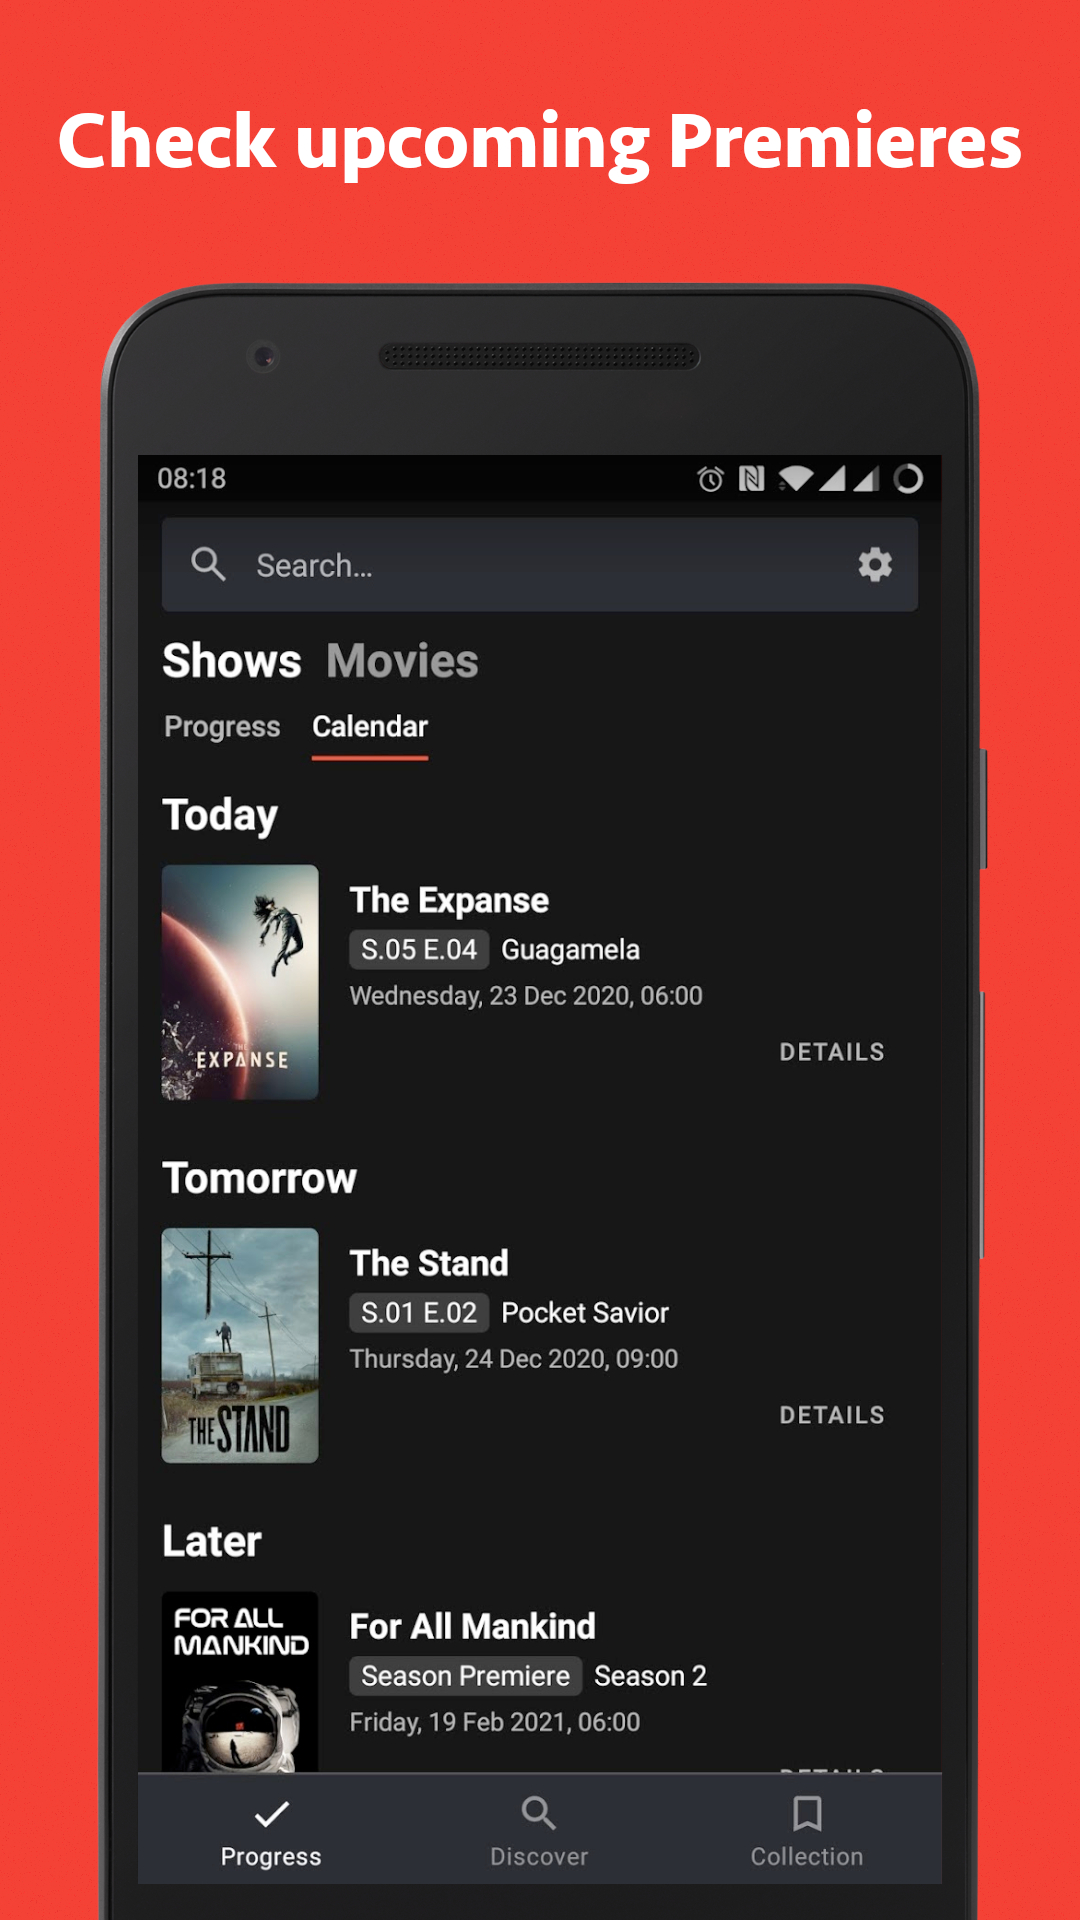 Check upcoming Premieres
08:18
Search...
Shows Movies
Progress Calendar
Today
THE
EXPANSE
The Expanse
S.05 E.04 Guagamela
Wednesday, 23 Dec 2020, 06:00
DETAILS
Tomorrow
THE STAND
The Stand
S.01 E.02 Pocket Savior
Thursday, 24 Dec 2020, 09:00
DETAILS
Later
FOR ALL
MANKIND
For All Mankind
Season Premiere Season 2
Friday, 19 Feb 2021, 06:00
DETAILS
Progress Discover Collection